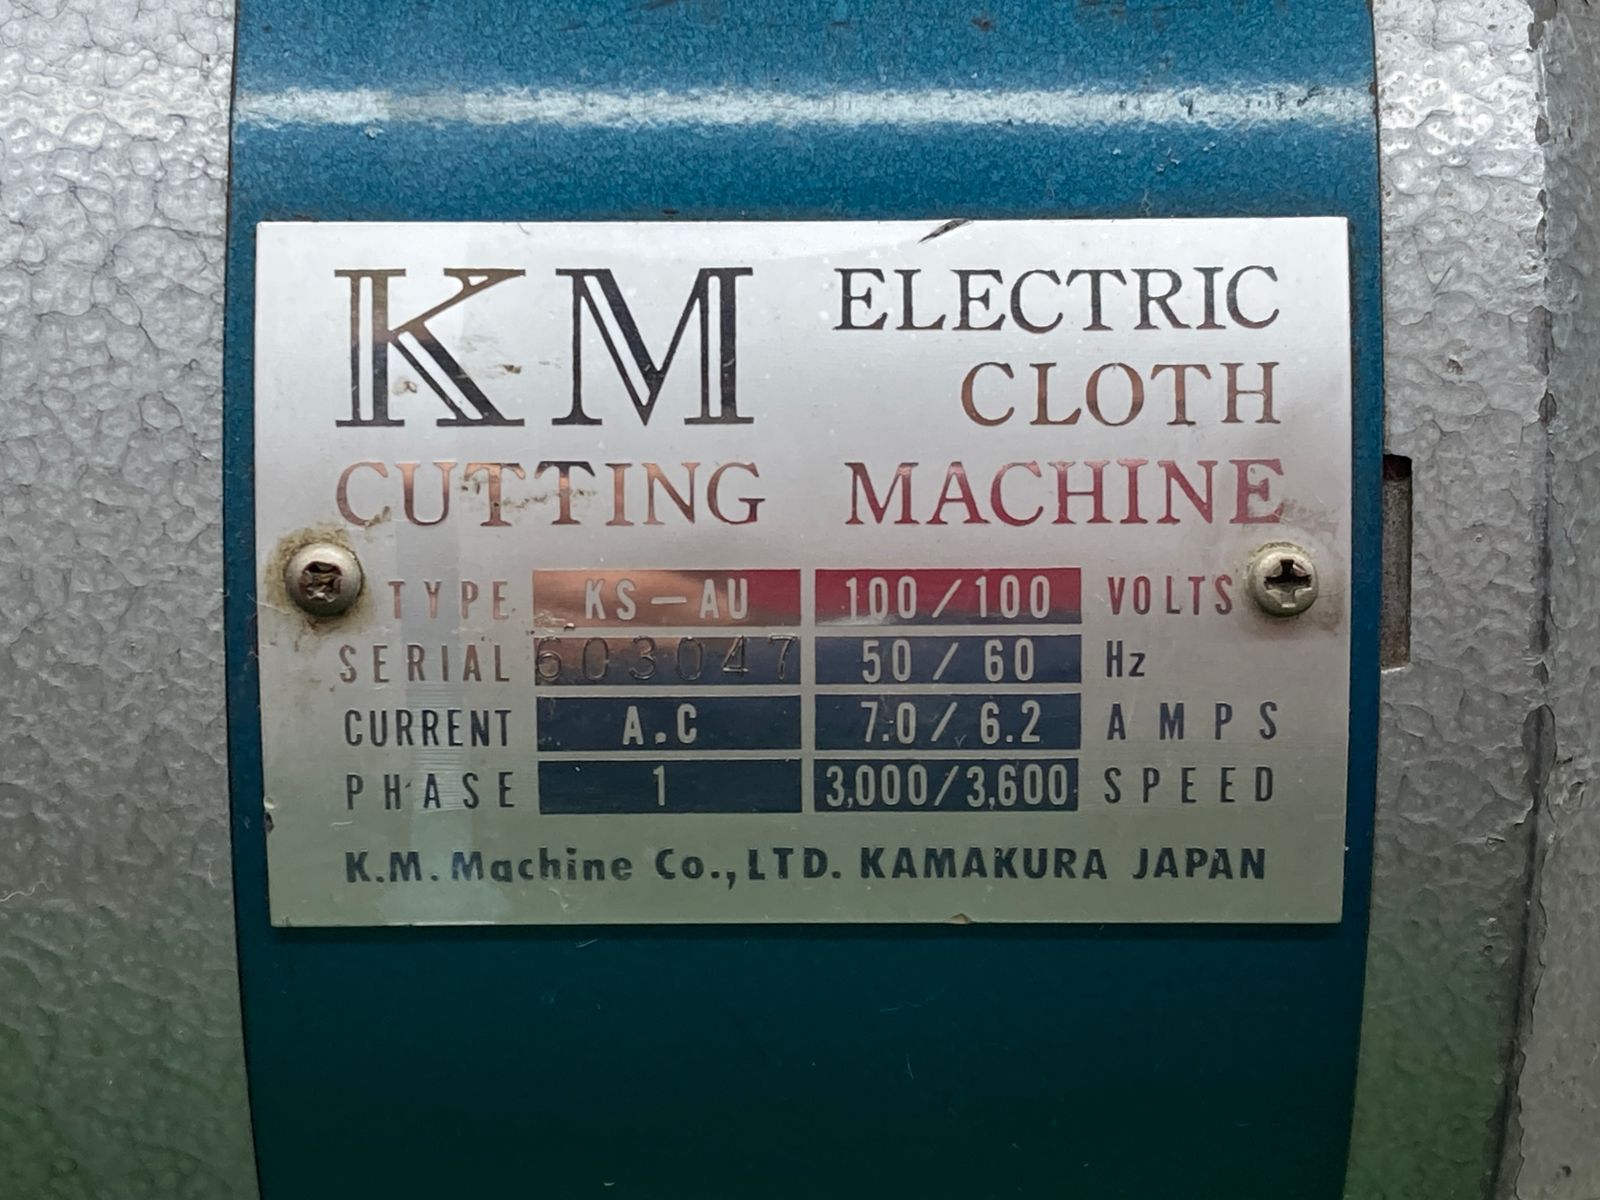 KM ELECTRIC
CLOTH
CUTTING MACHINE
TYPE KS-AU 100/100 VOLTS
SERIAL 603047 50/60 Hz
CURRENT A.C 7.0/6.2 AMPS
PHASE 1 3,000/3,600 SPEED
K.M. Machine Co., LTD. KAMAKURA JAPAN